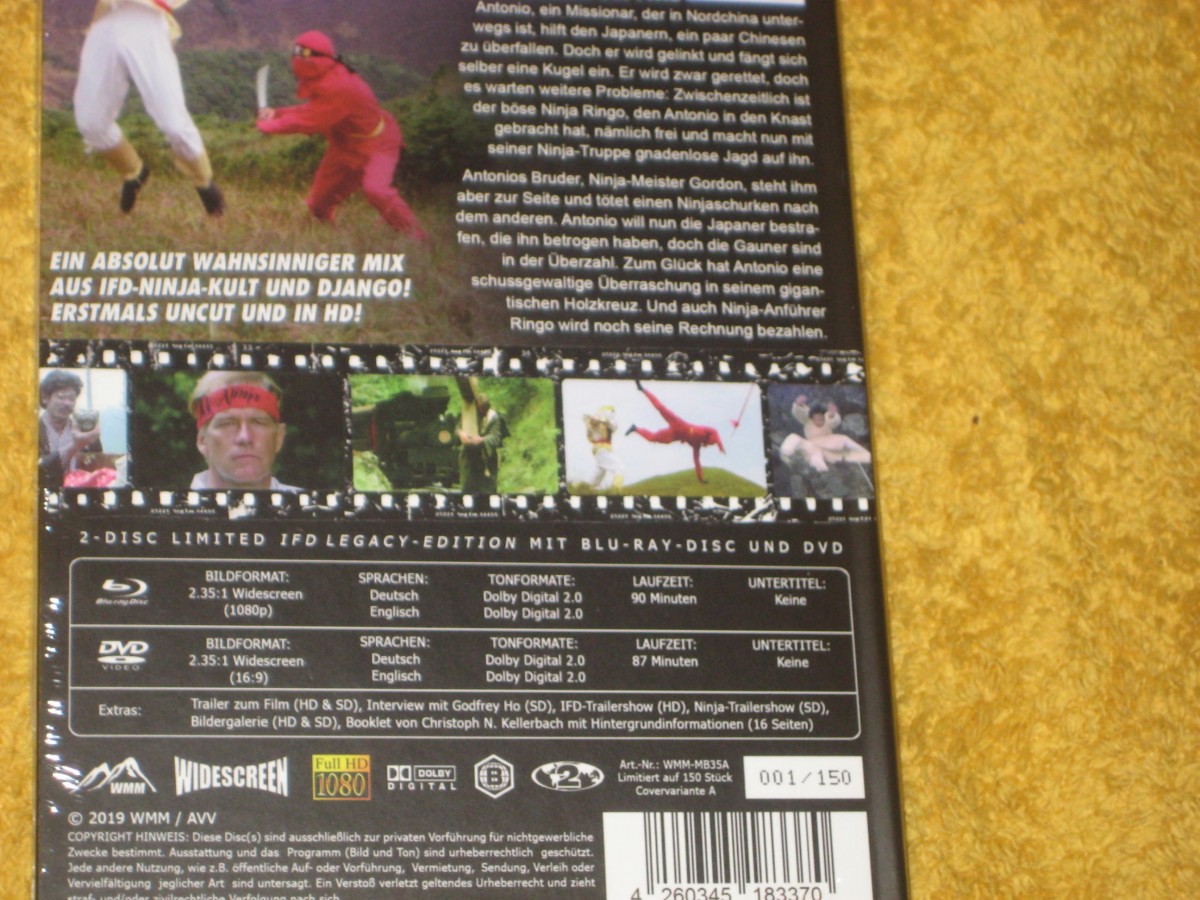 Antonio, ein Missionar, der in Nordchina unter-
wegs ist, hilft den Japanern, ein paar Chinesen
zu überfallen. Doch er wird gelinkt und fängt sich
selber eine Kugel ein. Er wird zwar gerettet, doch
es warten weitere Probleme: Zwischenzeitlich ist
der böse Ninja Ringo, den Antonio in den Knast
gebracht hat, nämlich frei und macht nun mit
seiner Ninja-Truppe gnadenlose Jagd auf ihn.
Antonios Bruder, Ninja-Meister Gordon, steht ihm
aber zur Seite und tötet einen Ninjaschurken nach
dem anderen. Antonio will nun die Japaner bestra-
fen, die ihn betrogen haben, doch die Gauner sind
in der Überzahl. Zum Glück hat Antonio eine
schussgewaltige Überraschung in seinem gigan-
tischen Holzkreuz. Und auch Ninja-Anführer
Ringo wird noch seine Rechnung bezahlen.
EIN ABSOLUT WAHNSINNIGER MIX
AUS IFD-NINJA-KULT UND DJANGO!
ERSTMALS UNCUT UND IN HD!
2-DISC LIMITED IFD LEGACY-EDITION MIT BLU-RAY-DISC UND DVD
Blu-ray Disc
BILDFORMAT:
2.35:1 Widescreen
(1080p)
SPRACHEN:
Deutsch
Englisch
TONFORMATE:
Dolby Digital 2.0
Dolby Digital 2.0
LAUFZEIT:
90 Minuten
UNTERTITEL:
Keine
DVD
VIDEO
BILDFORMAT:
2.35:1 Widescreen
(16:9)
SPRACHEN:
Deutsch
Englisch
TONFORMATE:
Dolby Digital 2.0
Dolby Digital 2.0
LAUFZEIT:
87 Minuten
UNTERTITEL:
Keine
Extras:
Trailer zum Film (HD & SD), Interview mit Godfrey Ho (SD), IFD-Trailershow (HD), Ninja-Trailershow (SD),
Bildergalerie (HD & SD), Booklet von Christoph N. Kellerbach mit Hintergrundinformationen (16 Seiten)
WMM
WIDESCREEN
Full HD
1080
DOLBY
DIGITAL
B
2
Art.-Nr.: WMM-MB35A
Limitiert auf 150 Stück
Covervariante A
001/150
© 2019 WMM / AVV
COPYRIGHT HINWEIS: Diese Disc(s) sind ausschließlich zur privaten Vorführung für nichtgewerbliche
Zwecke bestimmt. Ausstattung und das Programm (Bild und Ton) sind urheberrechtlich geschützt.
Jede andere Nutzung, wie z.B. öffentliche Auf- oder Vorführung, Vermietung, Sendung, Verleih oder
Vervielfältigung jeglicher Art sind untersagt. Ein Verstoß verletzt geltendes Urheberrecht und zieht
straf- und/oder zivilrechtliche Verfolgung nach sich.
4 260345 183370